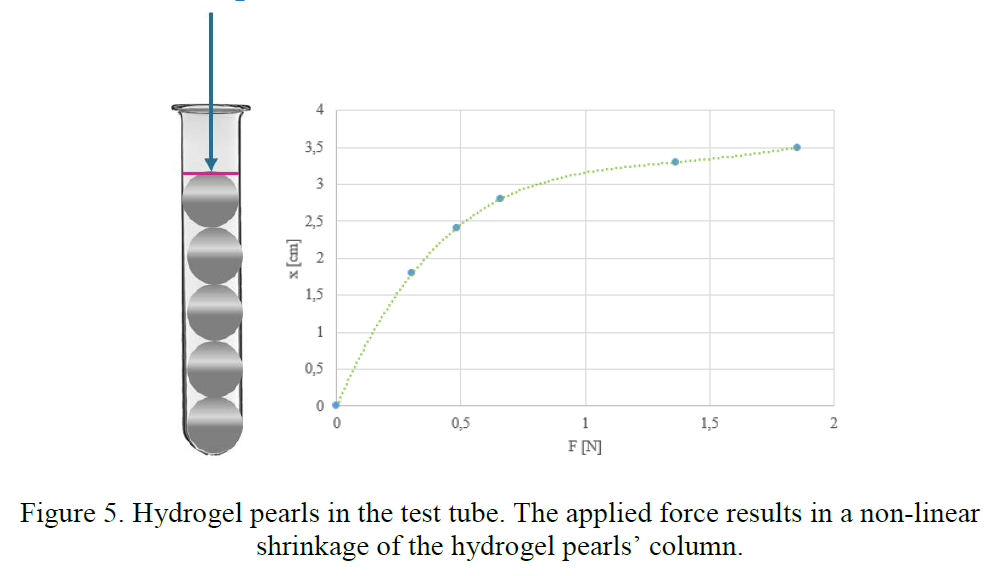 4
3,5
3
2,5
2
1,5
1
0,5
0
x [cm]
0 0,5 1 1,5 2
F [N]
Figure 5. Hydrogel pearls in the test tube. The applied force results in a non-linear
shrinkage of the hydrogel pearls’ column.